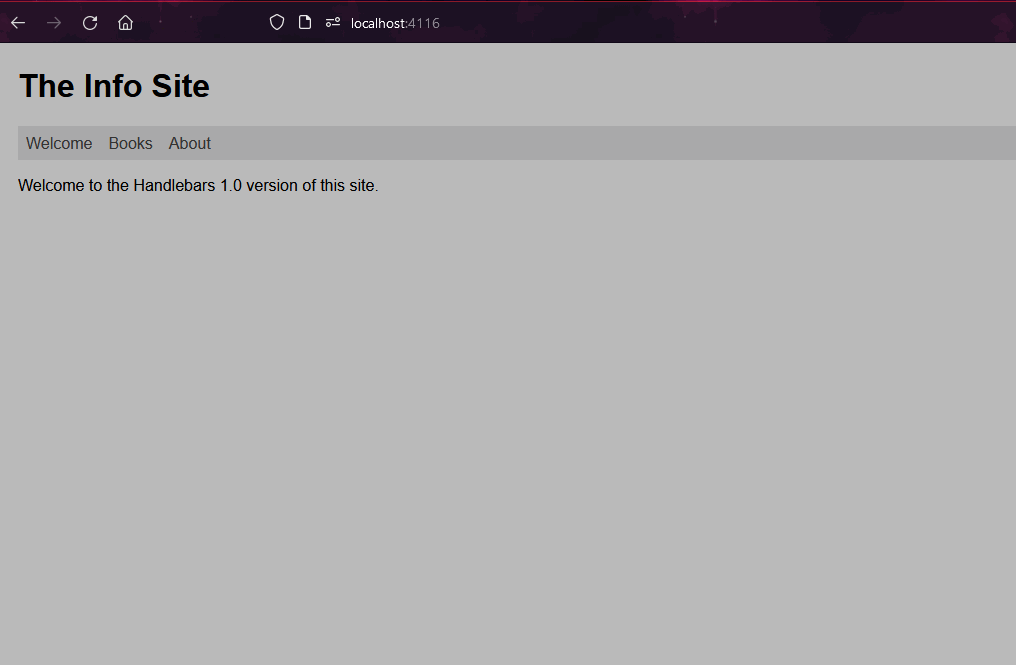 localhost:4116
The Info Site
Welcome Books About
Welcome to the Handlebars 1.0 version of this site.